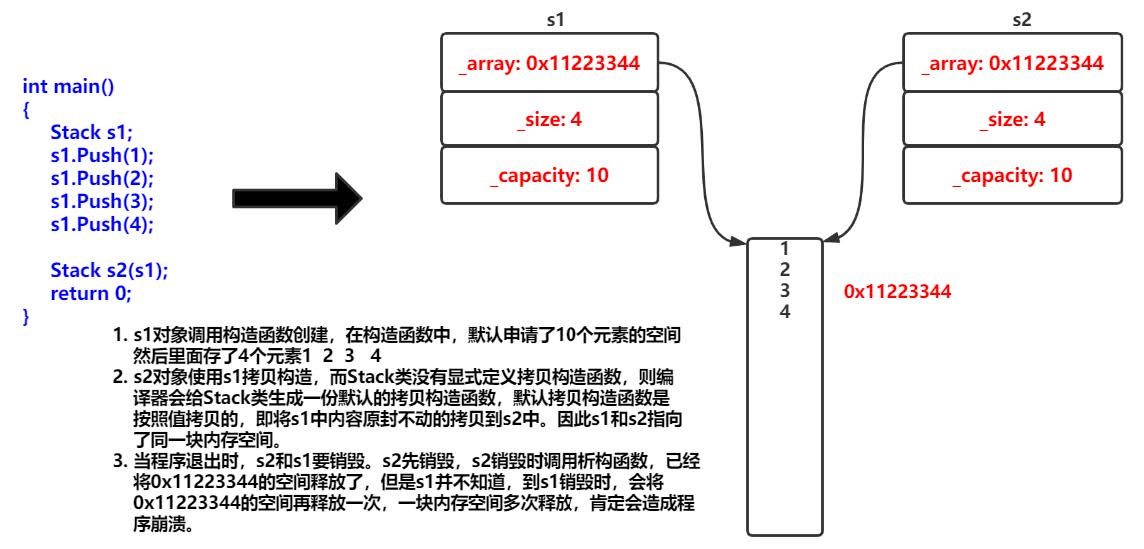 int main()
{
Stack s1;
s1.Push(1);
s1.Push(2);
s1.Push(3);
s1.Push(4);
Stack s2(s1);
return 0;
}
s1
_array: 0x11223344
_size: 4
_capacity: 10
s2
_array: 0x11223344
_size: 4
_capacity: 10
1
2
3
4
0x11223344
1. s1对象调用构造函数创建，在构造函数中，默认申请了10个元素的空间
然后里面存了4个元素1 2 3 4
2. s2对象使用s1拷贝构造，而Stack类没有显式定义拷贝构造函数，则编
译器会给Stack类生成一份默认的拷贝构造函数，默认拷贝构造函数是
按照值拷贝的，即将s1中内容原封不动的拷贝到s2中。因此s1和s2指向
了同一块内存空间。
3. 当程序退出时，s2和s1要销毁。s2先销毁，s2销毁时调用析构函数，已经
将0x11223344的空间释放了，但是s1并不知道，到s1销毁时，会将
0x11223344的空间再释放一次，一块内存空间多次释放，肯定会造成程
序崩溃。